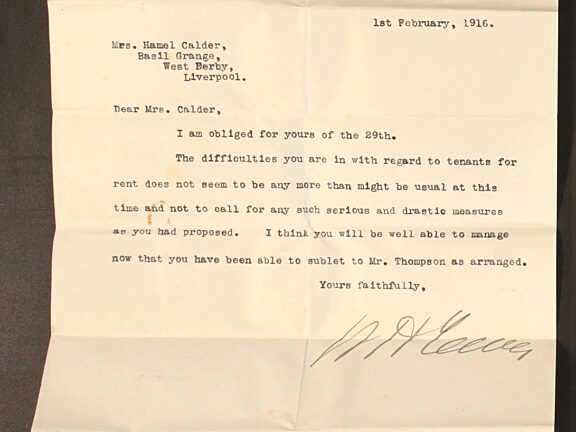 1st February, 1916.
Mrs. Hamel Calder,
Basil Grange,
West Derby,
Liverpool.
Dear Mrs. Calder,
I am obliged for yours of the 29th.
The difficulties you are in with regard to tenants for
rent does not seem to be any more than might be usual at this
time and not to call for any such serious and drastic measures
as you had proposed. I think you will be well able to manage
now that you have been able to sublet to Mr. Thompson as arranged.
Yours faithfully,